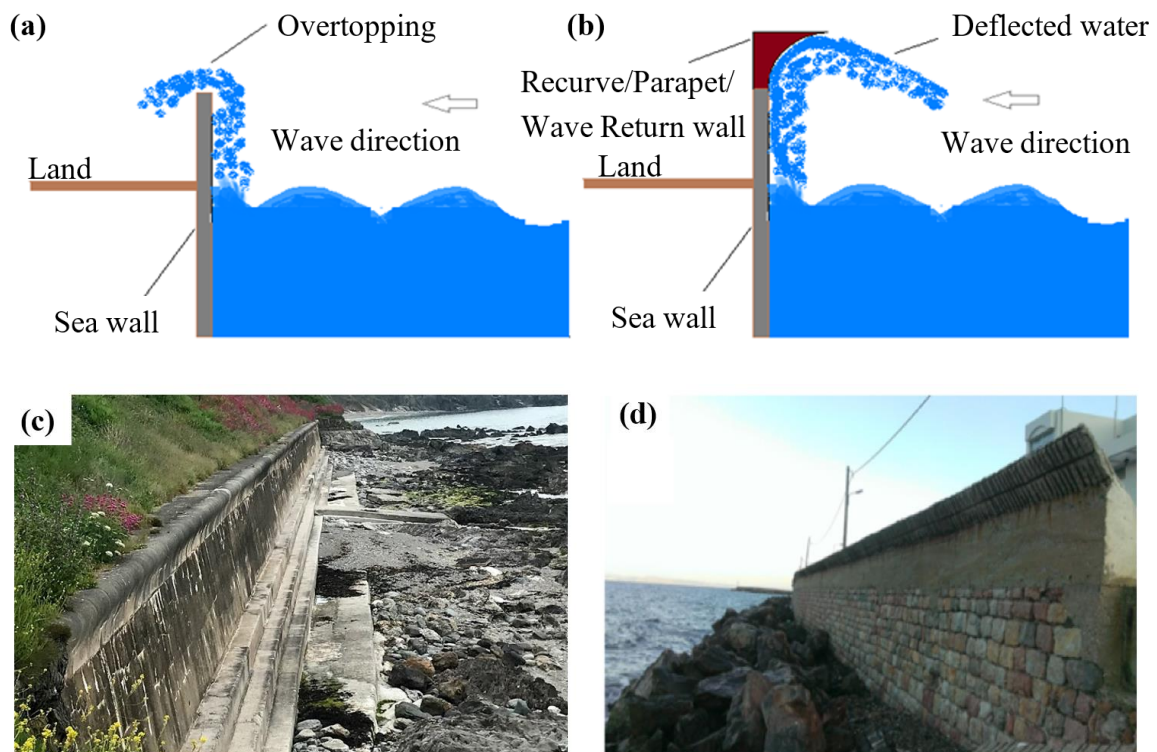 (a)
Overtopping
Wave direction
Land
Sea wall
(b)
Deflected water
Recurve/Parapet/
Wave Return wall
Wave direction
Land
Sea wall
(c)
(d)